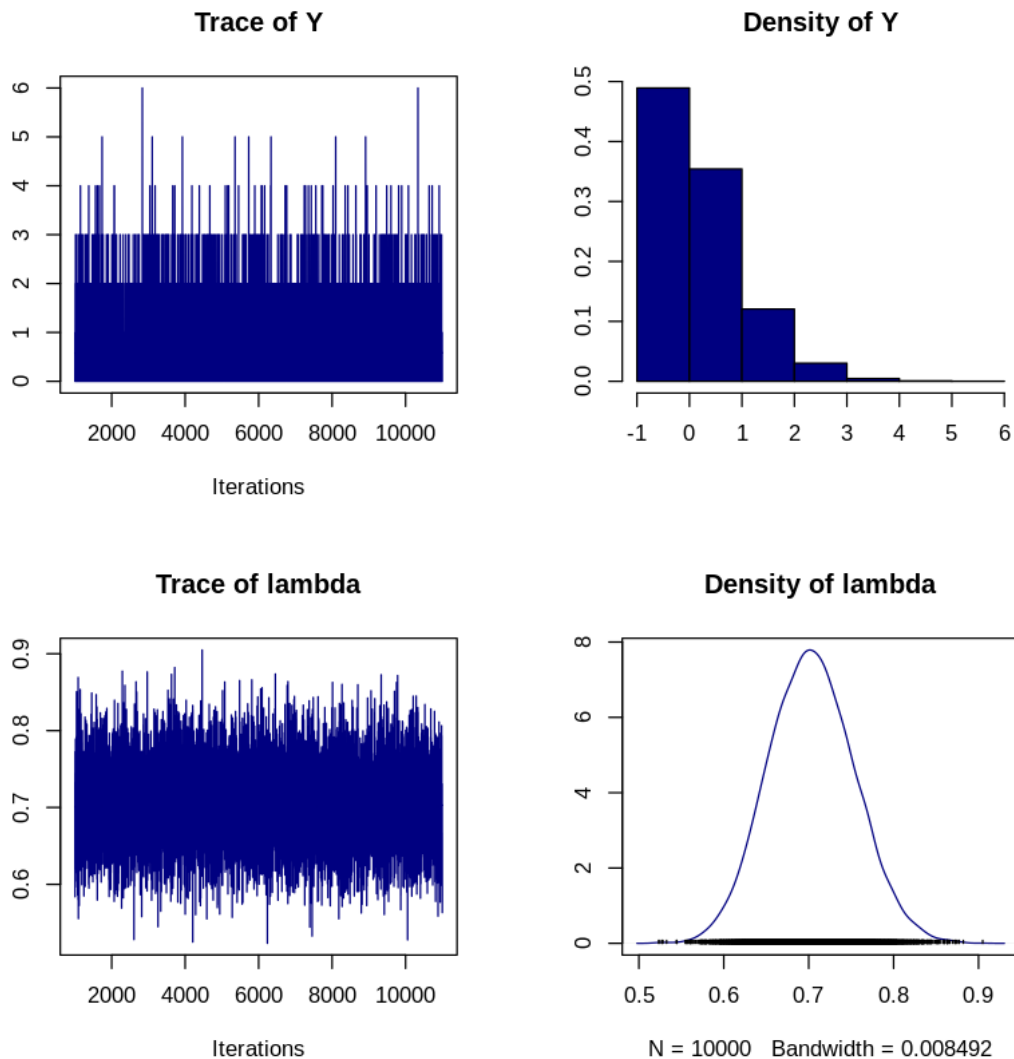 Trace of Y
6
5
4
3
2
1
0
2000 4000 6000 8000 10000
Iterations
Density of Y
0.5
0.4
0.3
0.2
0.1
0.0
-1 0 1 2 3 4 5 6
Trace of lambda
0.9
0.8
0.7
0.6
2000 4000 6000 8000 10000
Iterations
Density of lambda
8
6
4
2
0
0.5 0.6 0.7 0.8 0.9
N = 10000 Bandwidth = 0.008492